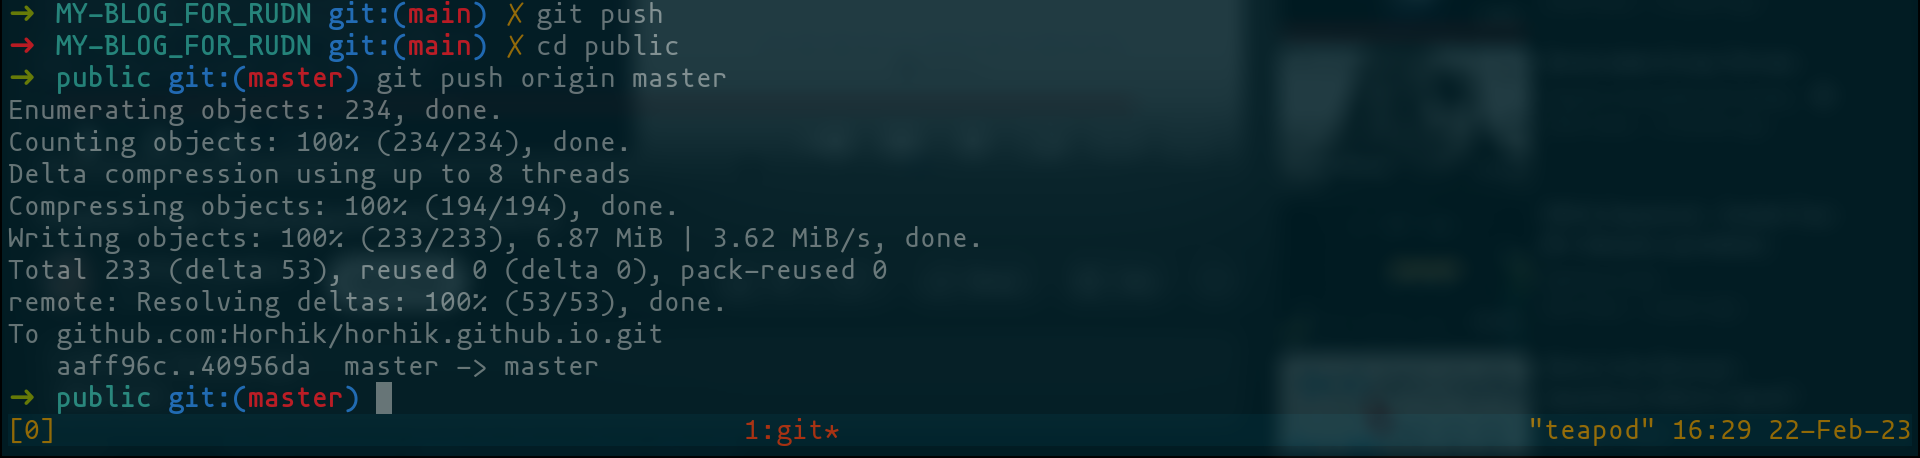 → MY-BLOG_FOR_RUDN git:(main) ✗ git push
→ MY-BLOG_FOR_RUDN git:(main) ✗ cd public
→ public git:(master) git push origin master
Enumerating objects: 234, done.
Counting objects: 100% (234/234), done.
Delta compression using up to 8 threads
Compressing objects: 100% (194/194), done.
Writing objects: 100% (233/233), 6.87 MiB | 3.62 MiB/s, done.
Total 233 (delta 53), reused 0 (delta 0), pack-reused 0
remote: Resolving deltas: 100% (53/53), done.
To github.com:Horhik/horhik.github.io.git
   aaff96c..40956da  master -> master
→ public git:(master)
[0] 1:git* "teapod" 16:29 22-Feb-23